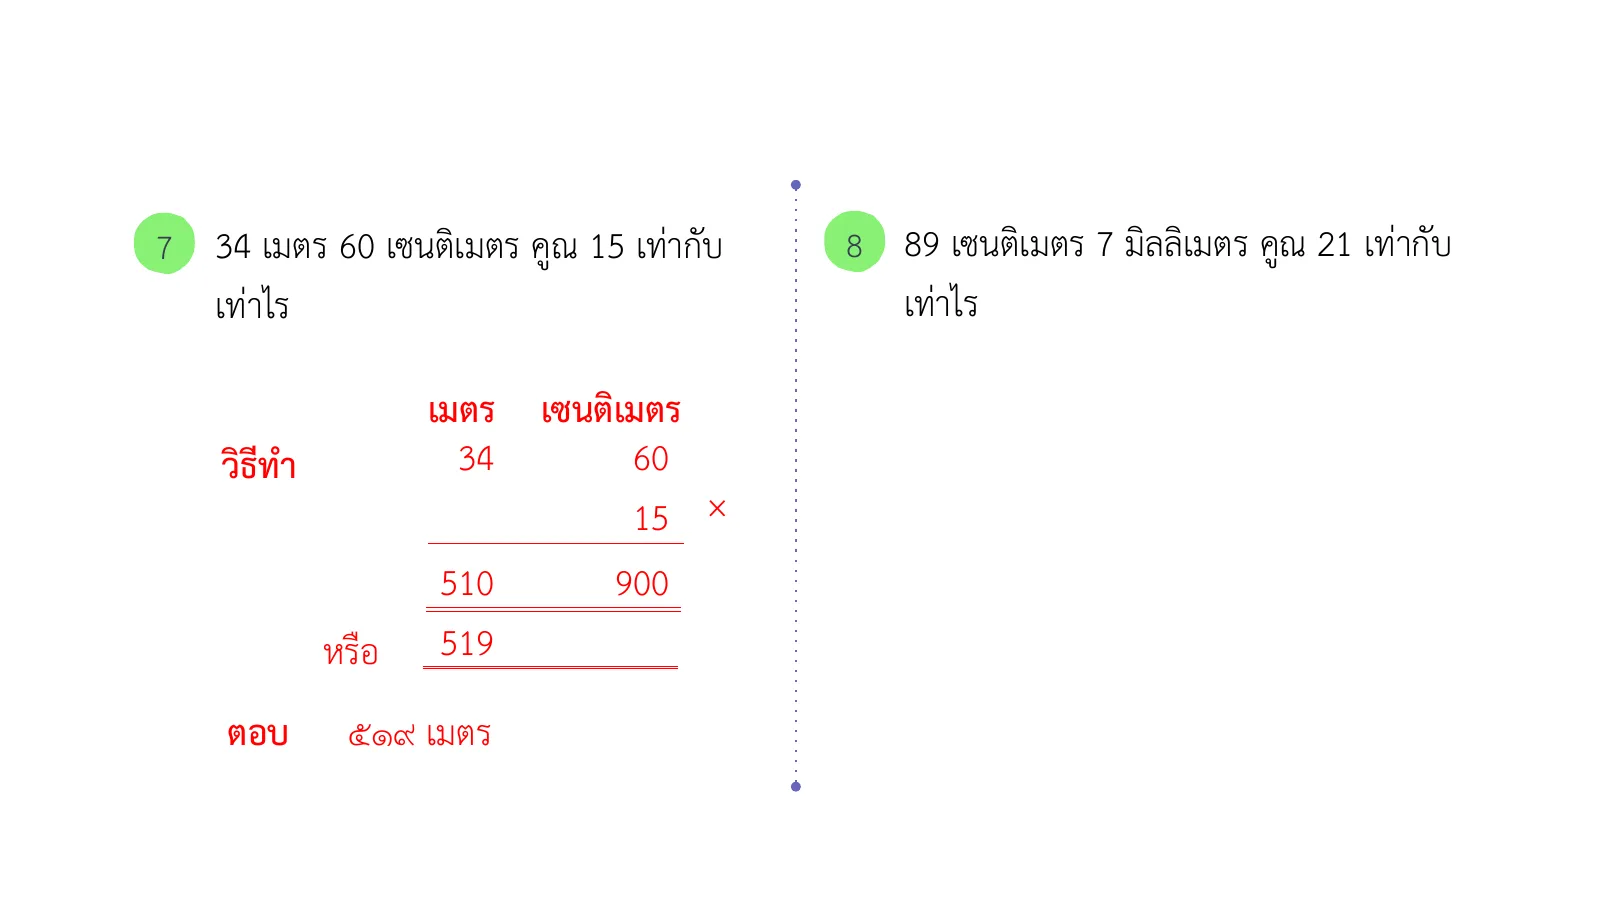 7 34 เมตร 60 เซนติเมตร คูณ 15 เท่ากับ
เท่าไร
เมตร เซนติเมตร
วิธีทำ 34 60
15 ×
510 900
หรือ 519
ตอบ ๕๑๙ เมตร
8 89 เซนติเมตร 7 มิลลิเมตร คูณ 21 เท่ากับ
เท่าไร